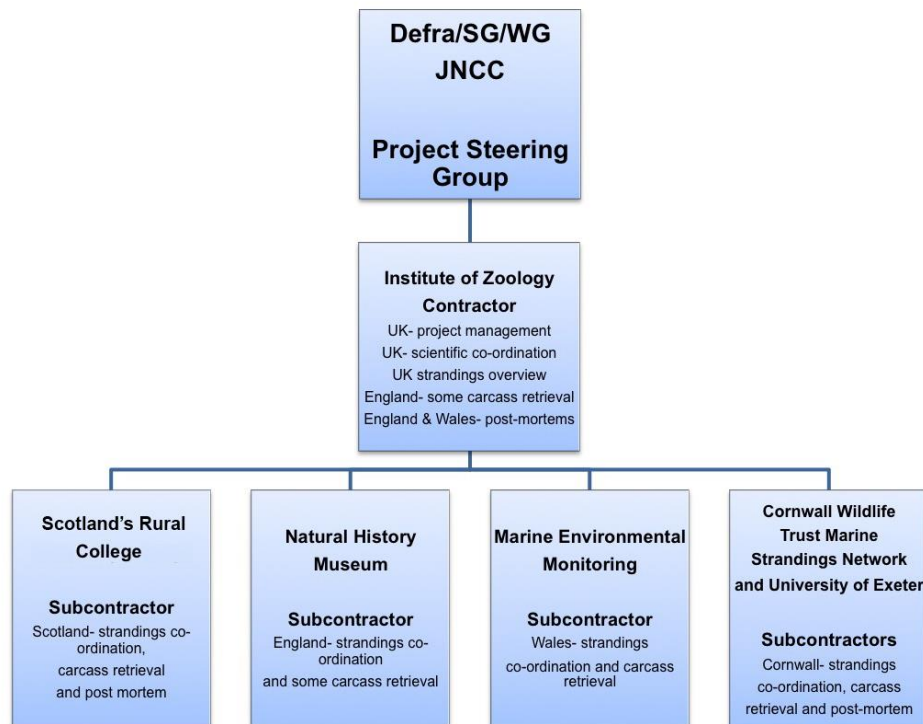 Defra/SG/WG
JNCC
Project Steering
Group
Institute of Zoology
Contractor
UK- project management
UK- scientific co-ordination
UK strandings overview
England- some carcass retrieval
England & Wales- post-mortems
Scotland's Rural
College
Subcontractor
Scotland- strandings co-
ordination,
carcass retrieval
and post mortem
Natural History
Museum
Subcontractor
England- strandings co-
ordination
and some carcass retrieval
Marine Environmental
Monitoring
Subcontractor
Wales- strandings
co-ordination and carcass
retrieval
Cornwall Wildlife
Trust Marine
Strandings Network
and University of Exeter
Subcontractors
Cornwall- strandings
co-ordination, carcass
retrieval and post-mortem